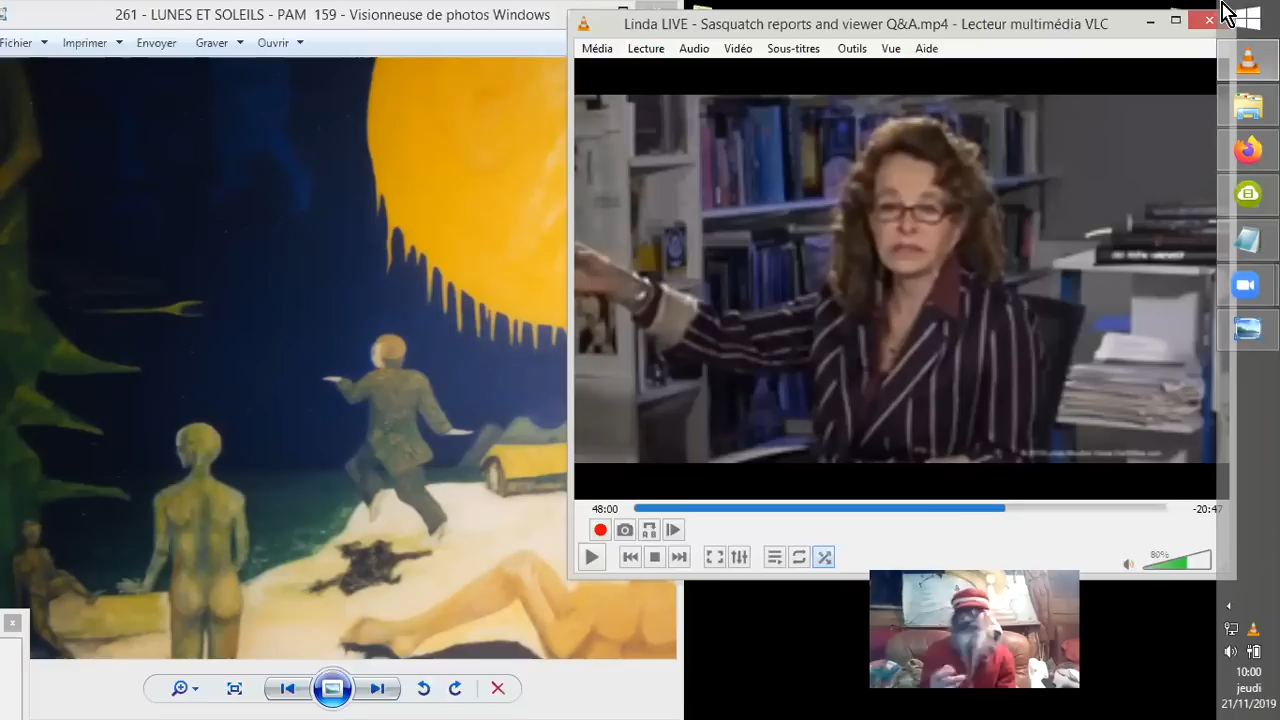 261 - LUNES ET SOLEILS - PAM 159 - Visionneuse de photos Windows
Fichier Imprimer Envoyer Graver Ouvrir
Linda LIVE - Sasquatch reports and viewer Q&A.mp4 - Lecteur multimédia VLC
Média Lecture Audio Vidéo Sous-titres Outils Vue Aide
48:00
-20:47
80%
10:00
jeudi
21/11/2019